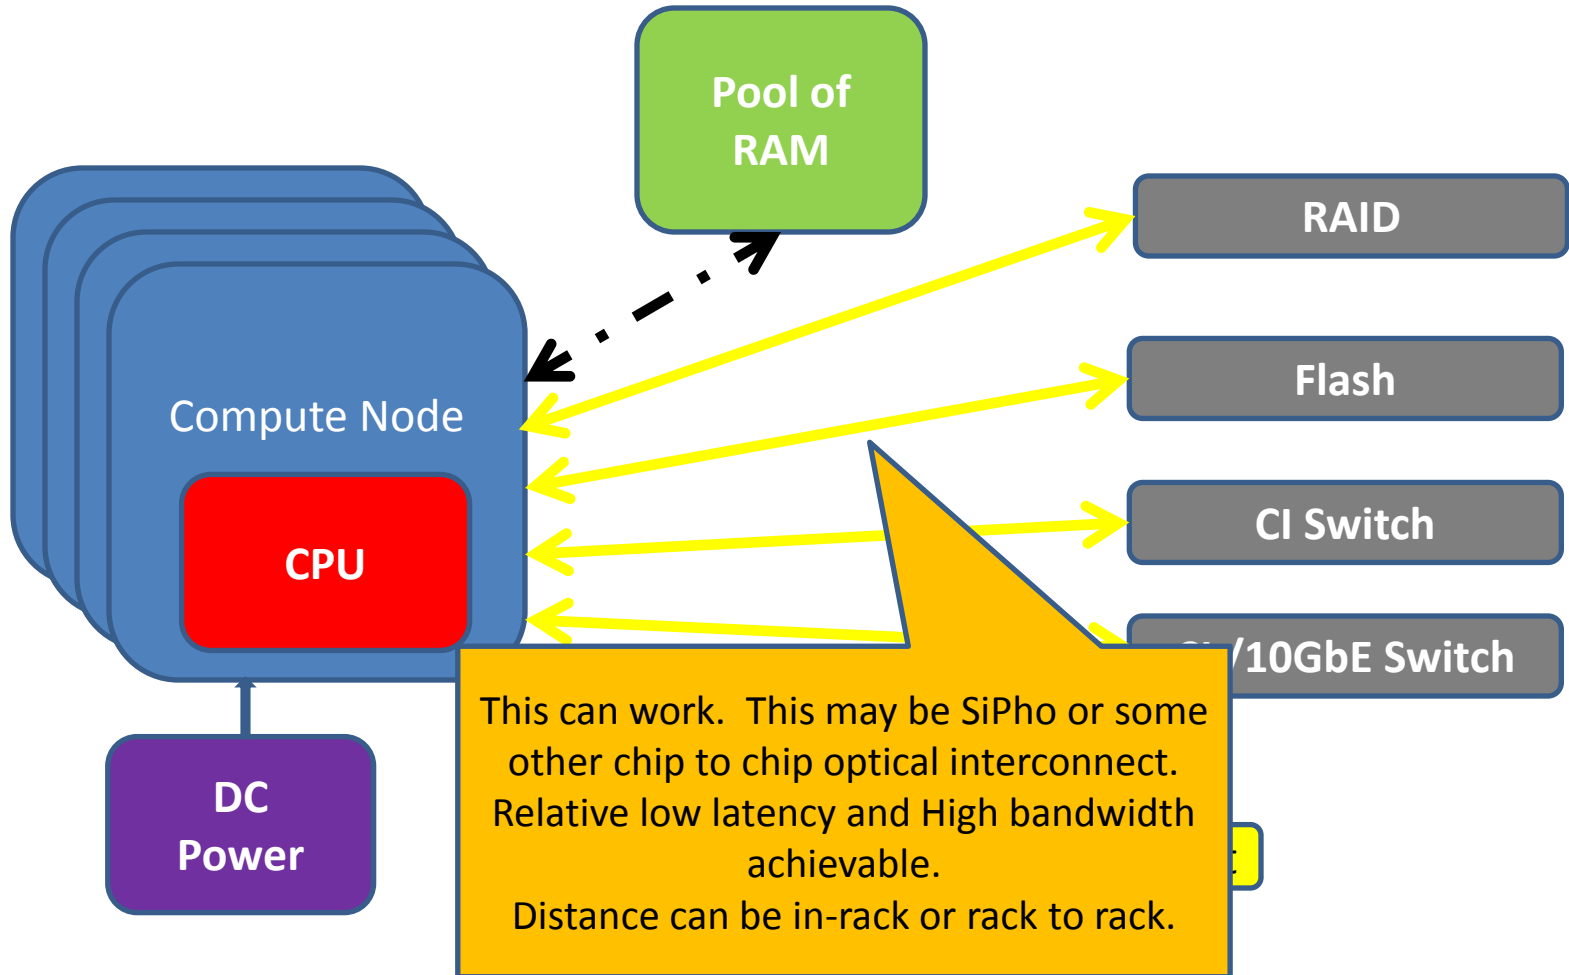 Pool of
RAM
RAID
Flash
Compute Node
CI Switch
CPU
/10GbE Switch
This can work.  This may be SiPho or some
other chip to chip optical interconnect.
Relative low latency and High bandwidth
achievable.
Distance can be in-rack or rack to rack.
DC
Power